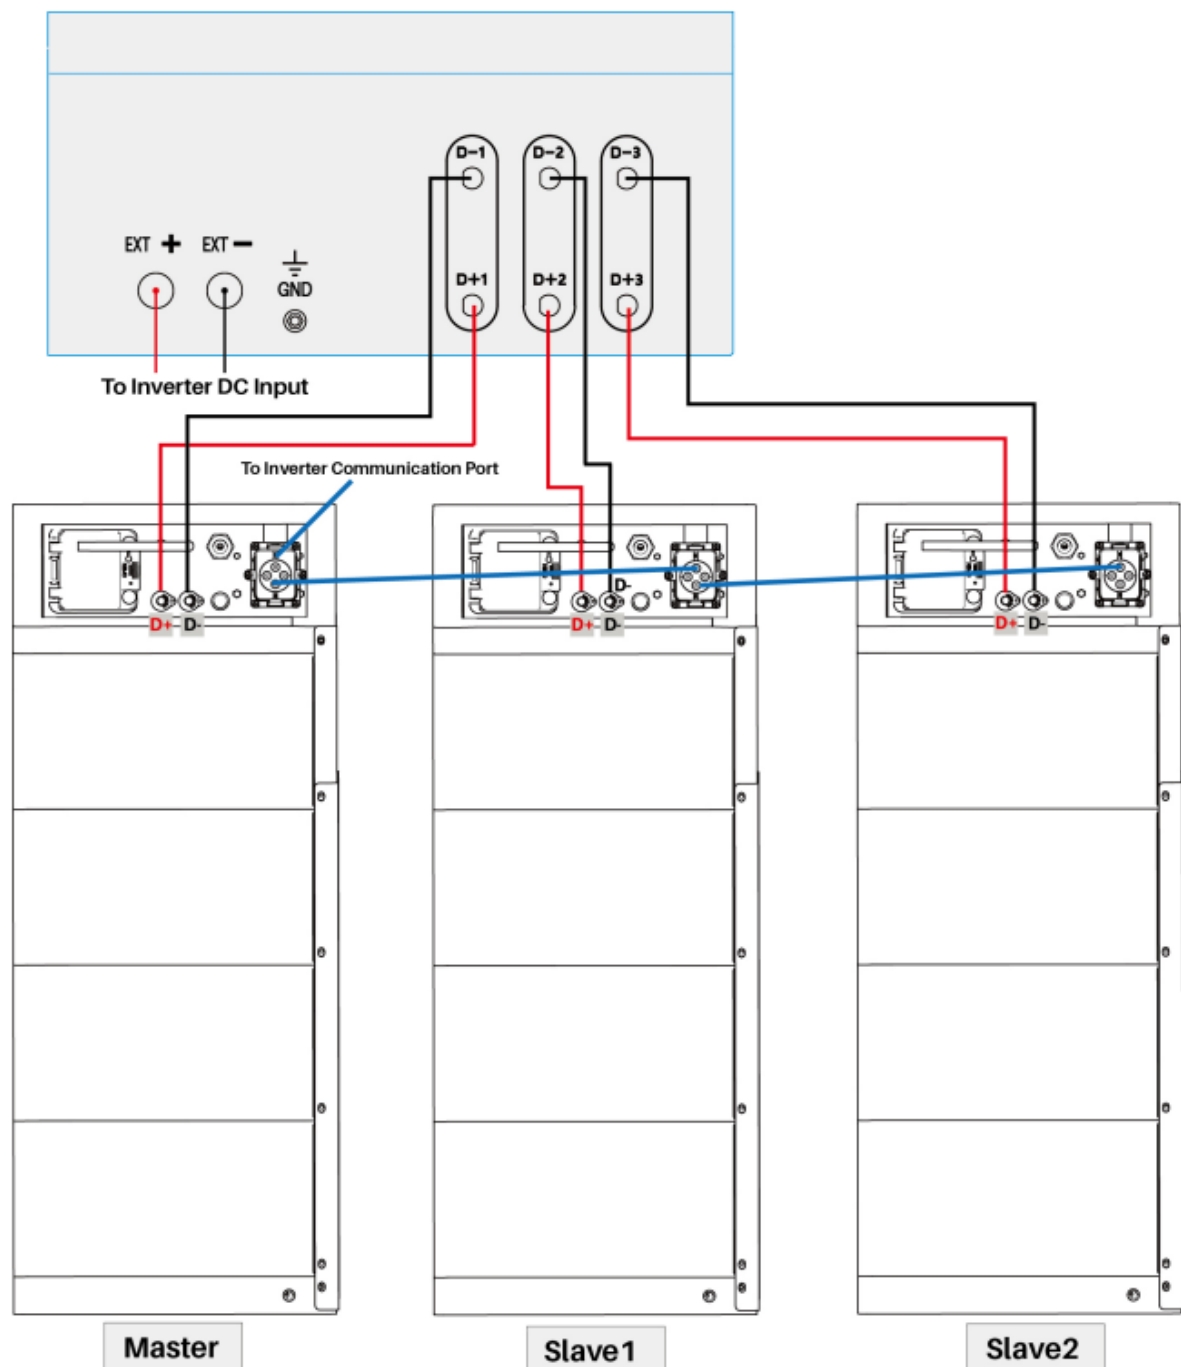 D-1 D-2 D-3
EXT + EXT -
GND
D+1 D+2 D+3
To Inverter DC Input
To Inverter Communication Port
D-
D+ D- D+ D- D+ D-
Master Slave1 Slave2